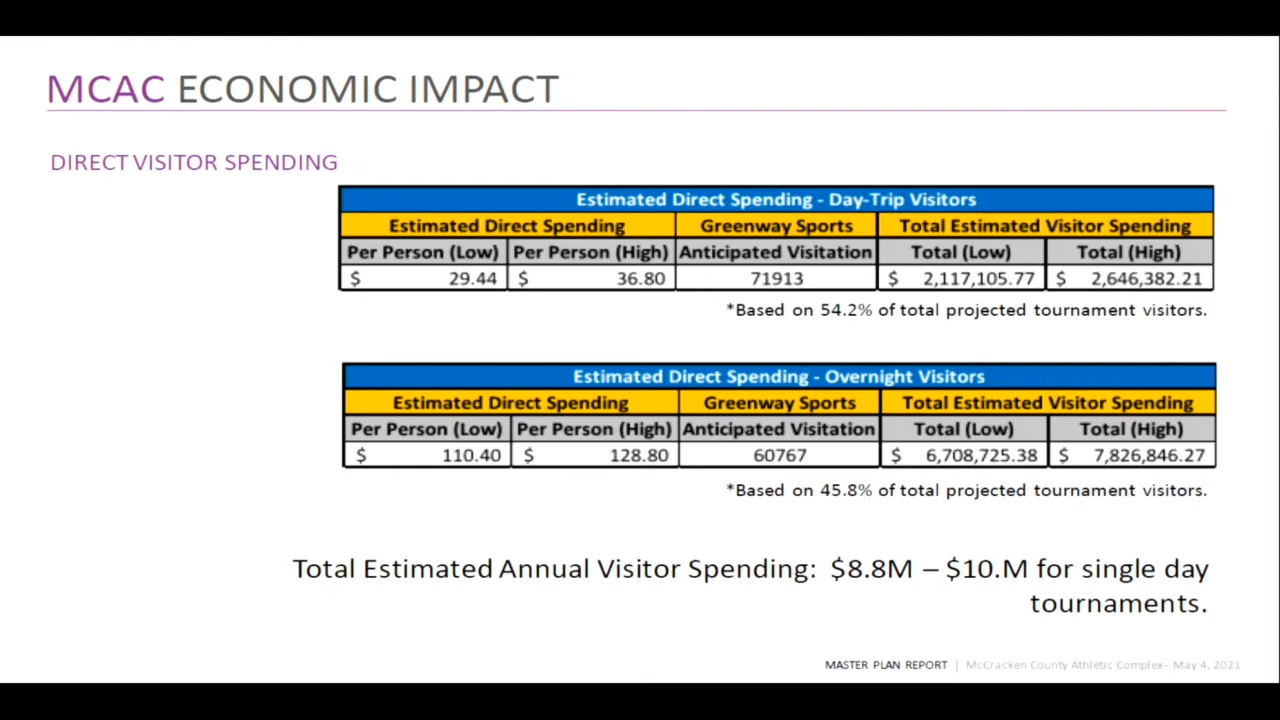 MCAC ECONOMIC IMPACT
DIRECT VISITOR SPENDING
Estimated Direct Spending - Day-Trip Visitors
Estimated Direct Spending Greenway Sports Total Estimated Visitor Spending
Per Person (Low) Per Person (High) Anticipated Visitation Total (Low) Total (High)
$ 29.44 $ 36.80 71913 $ 2,117,105.77 $ 2,646,382.21
*Based on 54.2% of total projected tournament visitors.
Estimated Direct Spending - Overnight Visitors
Estimated Direct Spending Greenway Sports Total Estimated Visitor Spending
Per Person (Low) Per Person (High) Anticipated Visitation Total (Low) Total (High)
$ 110.40 $ 128.80 60767 $ 6,708,725.38 $ 7,826,846.27
*Based on 45.8% of total projected tournament visitors.
Total Estimated Annual Visitor Spending: $8.8M – $10.M for single day
tournaments.
MASTER PLAN REPORT | McCracken County Athletic Complex– May 4, 2021